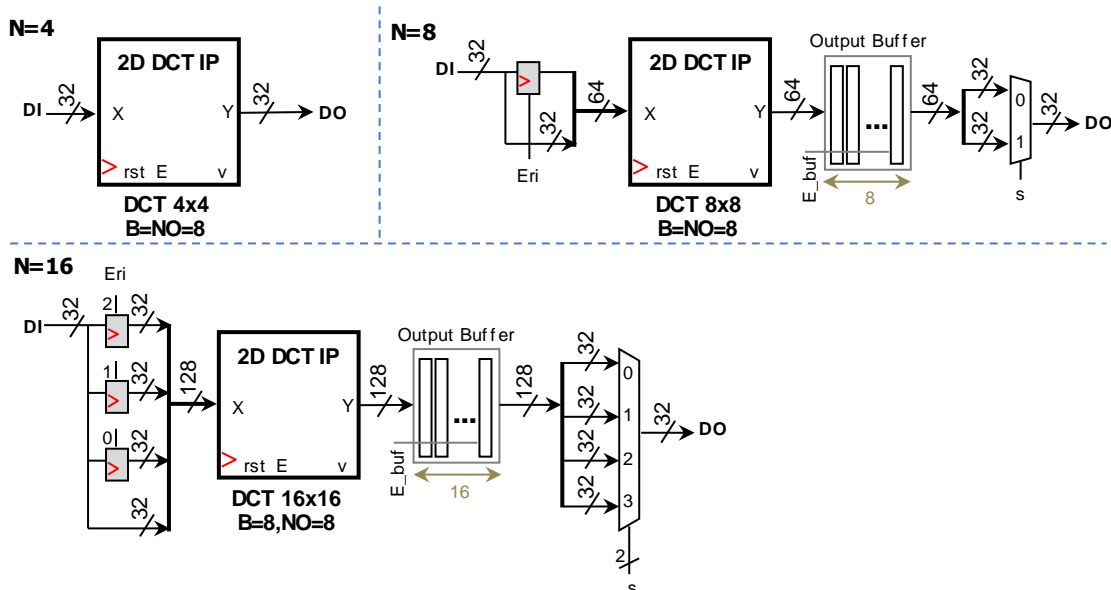 N=4
32
DI
2D DCT IP
X
Y
rst E
v
32
DO
DCT 4x4
B=NO=8
N=8
32
DI
Eri
32
64
2D DCT IP
X
Y
rst E
v
DCT 8x8
B=NO=8
64
Output Buffer
...
E_buf
8
64
32
32
0
1
s
32
DO
N=16
Eri
32
DI
2
32
1
32
0
32
32
128
2D DCT IP
X
Y
rst E
v
DCT 16x16
B=8,NO=8
128
Output Buffer
...
E_buf
16
128
32
32
32
32
0
1
2
3
2
s
32
DO